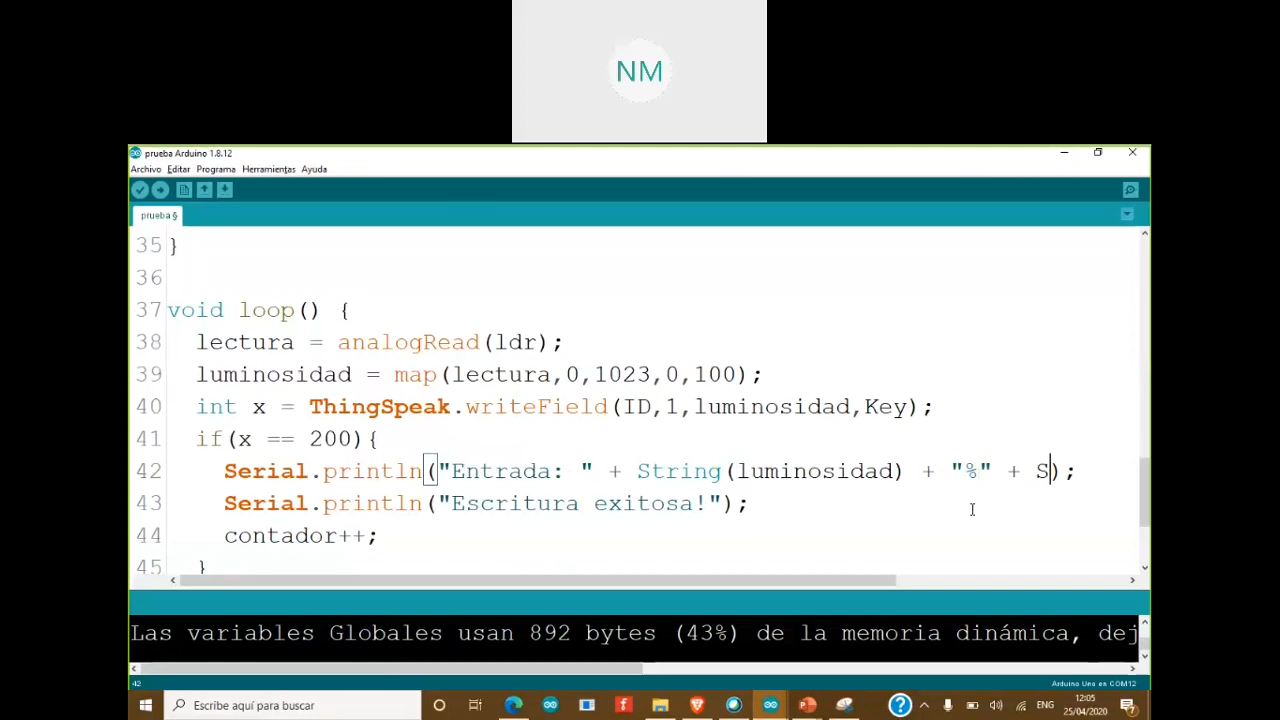 NM
prueba Arduino 1.8.12
Archivo Editar Programa Herramientas Ayuda
prueba §
35 }
36
37 void loop() {
38 lectura = analogRead(ldr);
39 luminosidad = map(lectura,0,1023,0,100);
40 int x = ThingSpeak.writeField(ID,1,luminosidad,Key);
41 if(x == 200){
42 Serial.println("Entrada: " + String(luminosidad) + "%" + S);
43 Serial.println("Escritura exitosa!");
44 contador++;
45 }
Las variables Globales usan 892 bytes (43%) de la memoria dinámica, dej
42 Arduino Uno en COM12
Escribe aquí para buscar
ENG
12:05
25/04/2020